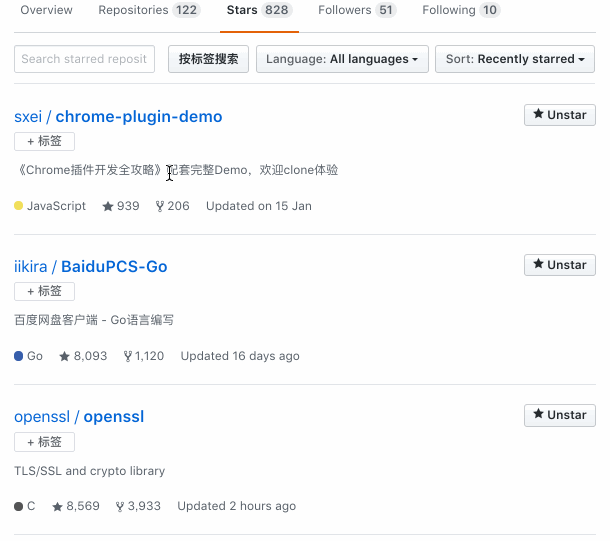 Overview Repositories 122 Stars 828 Followers 51 Following 10
Search starred reposit 按标签搜索 Language: All languages Sort: Recently starred
sxei / chrome-plugin-demo Unstar
+ 标签
《Chrome插件开发全攻略》配套完整Demo，欢迎clone体验
JavaScript 939 206 Updated on 15 Jan
iikira / BaiduPCS-Go Unstar
+ 标签
百度网盘客户端 - Go语言编写
Go 8,093 1,120 Updated 16 days ago
openssl / openssl Unstar
+ 标签
TLS/SSL and crypto library
C 8,569 3,933 Updated 2 hours ago